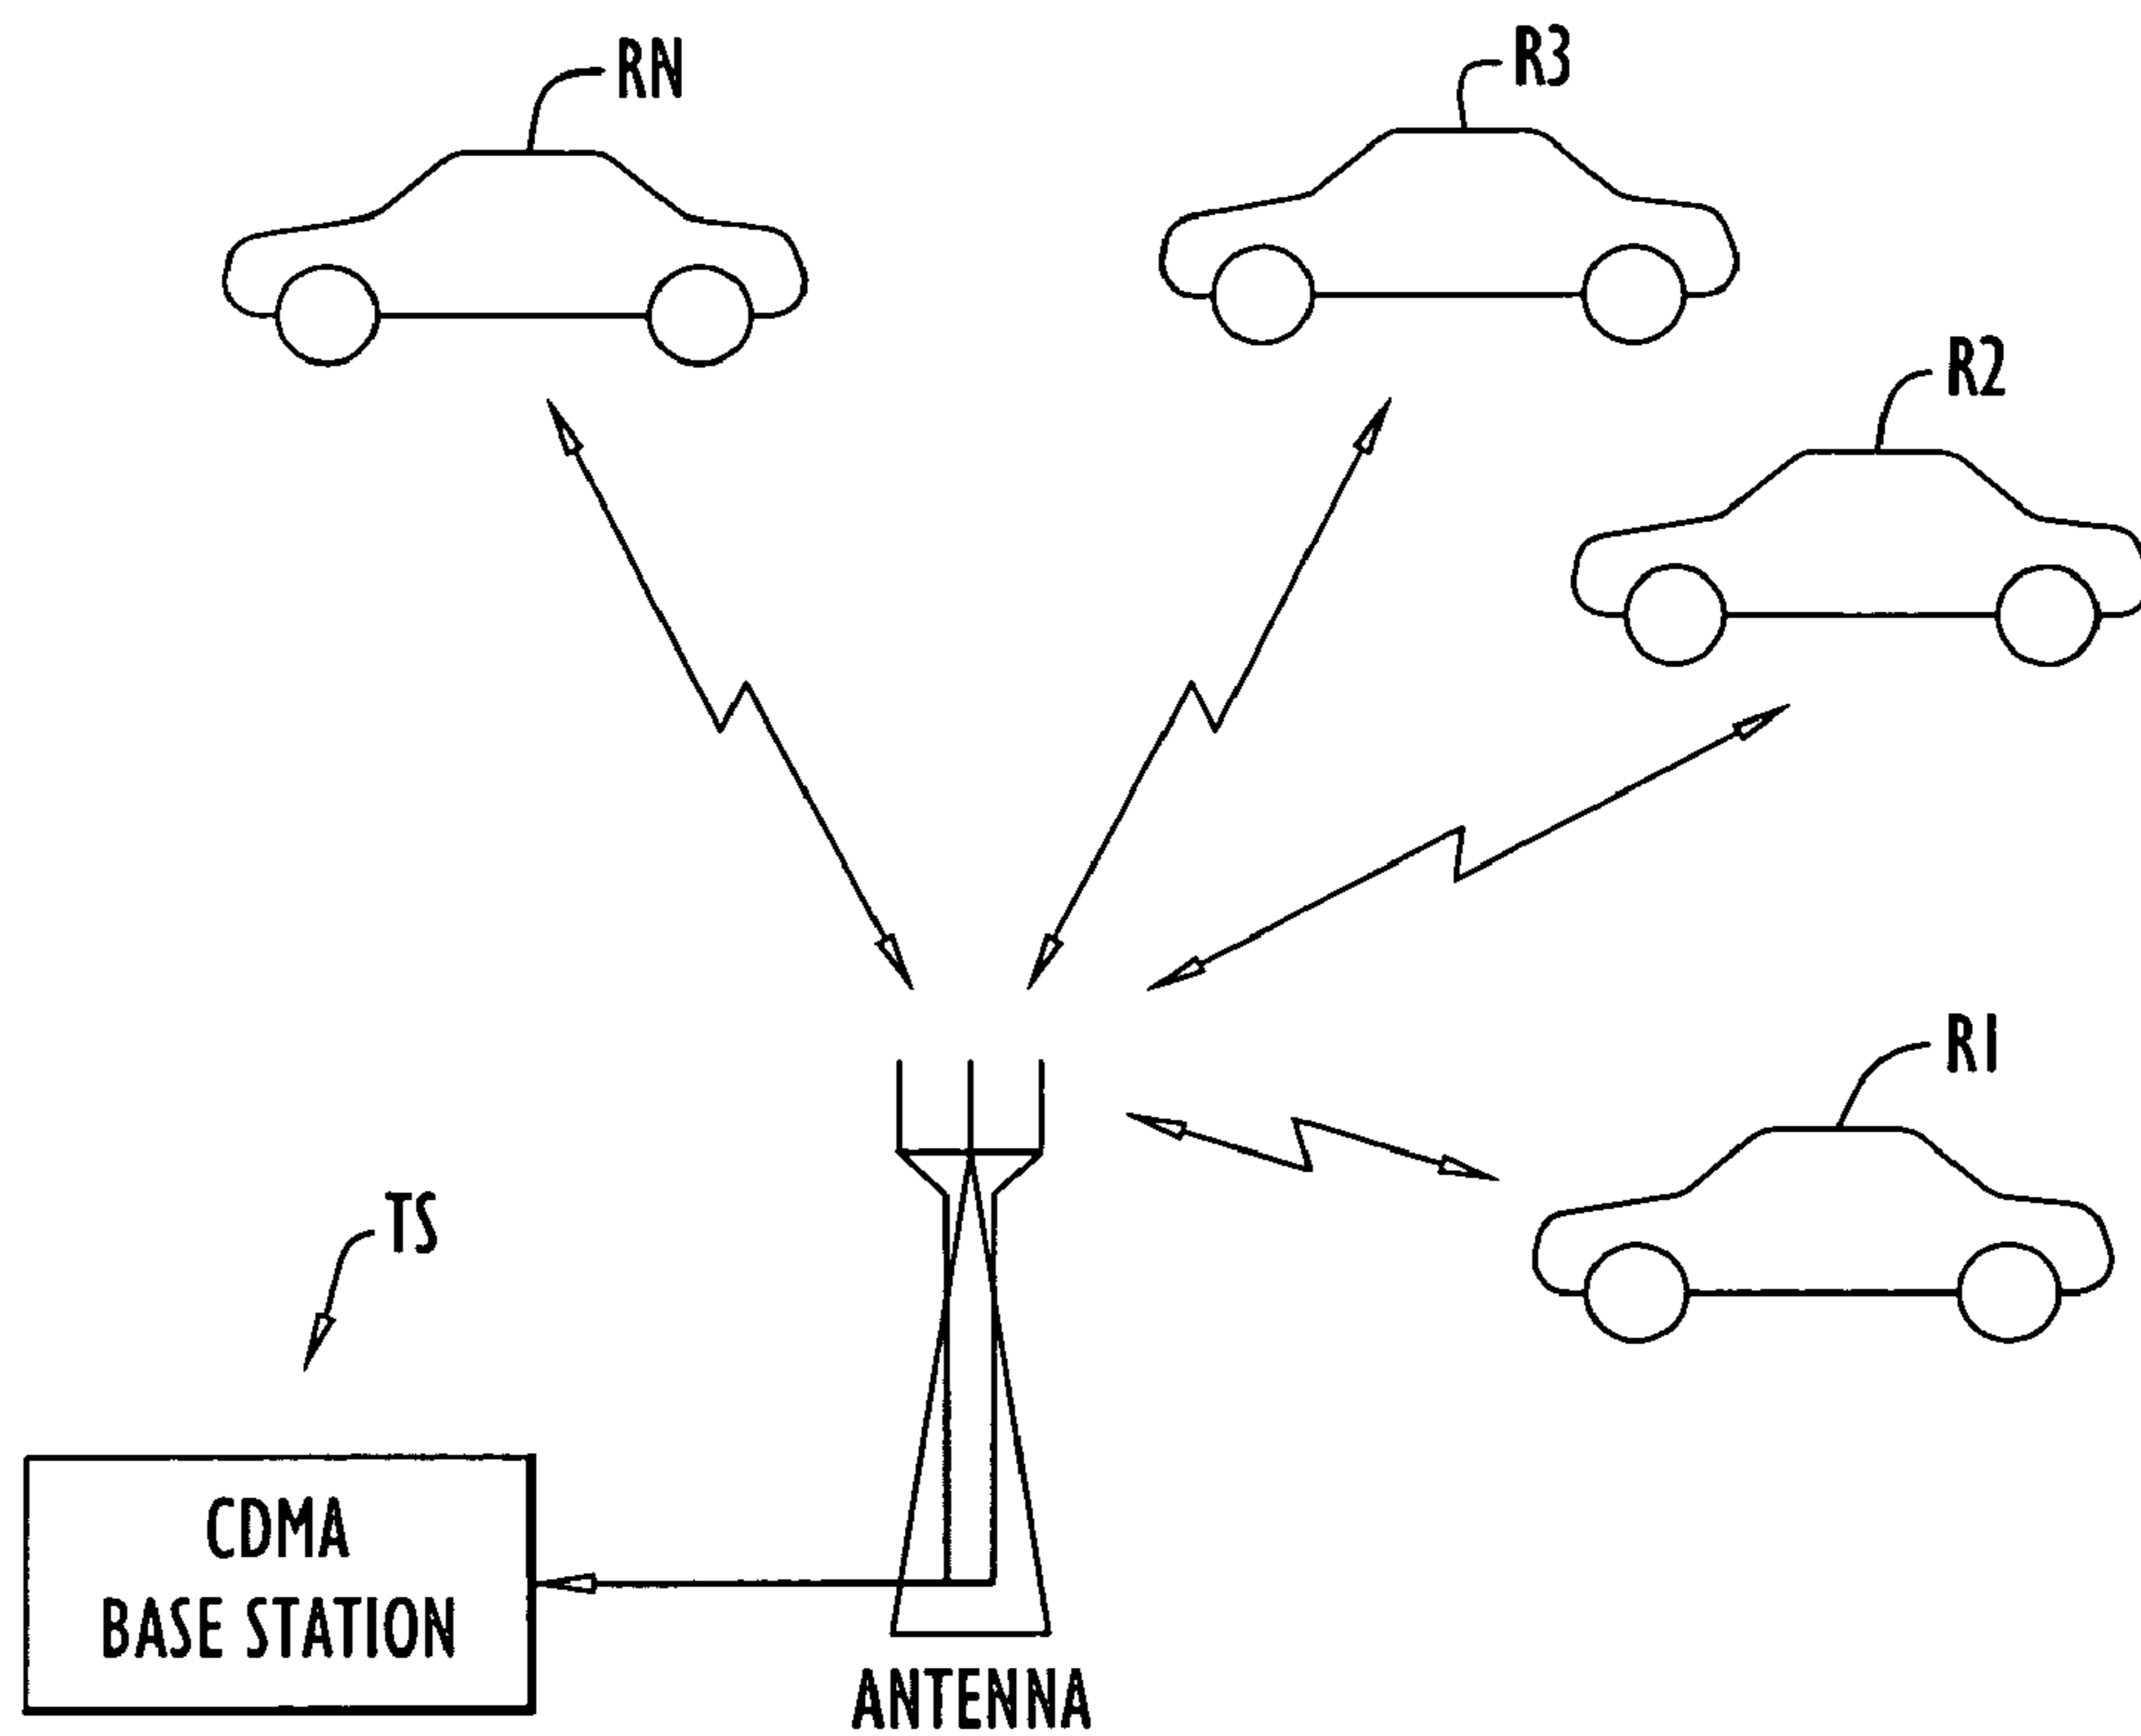 RN
R3
R2
R1
TS
CDMA
BASE STATION
ANTENNA